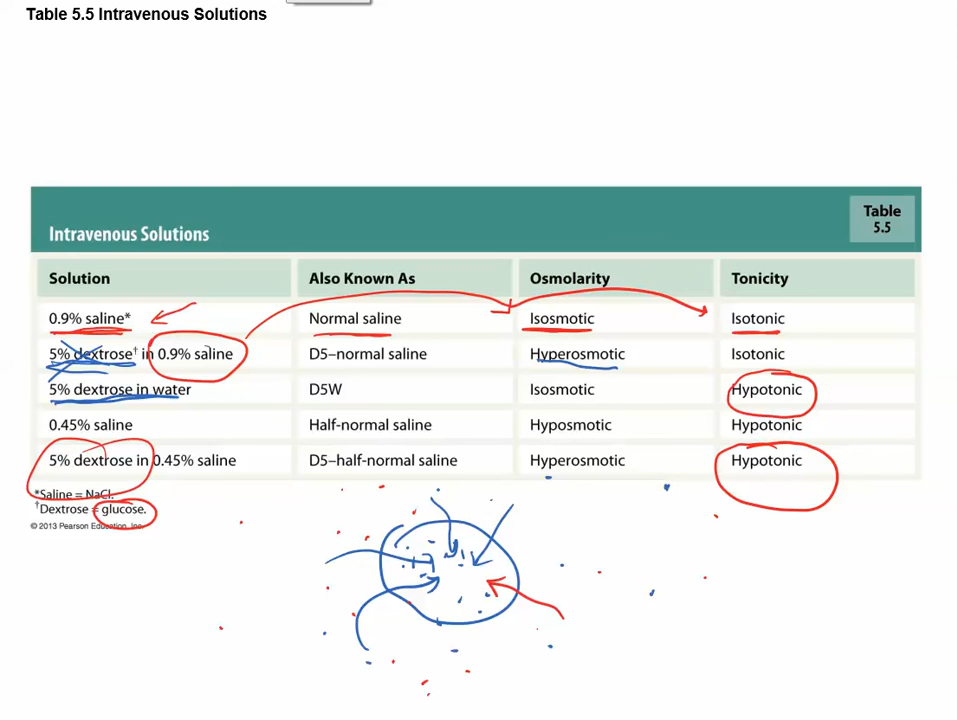 Table 5.5 Intravenous Solutions
Intravenous Solutions
Table
5.5
Solution Also Known As Osmolarity Tonicity
0.9% saline* Normal saline Isosmotic Isotonic
5% dextrose† in 0.9% saline D5–normal saline Hyperosmotic Isotonic
5% dextrose in water D5W Isosmotic Hypotonic
0.45% saline Half-normal saline Hyposmotic Hypotonic
5% dextrose in 0.45% saline D5–half-normal saline Hyperosmotic Hypotonic
*Saline = NaCl.
†Dextrose = glucose.
© 2013 Pearson Education, Inc.